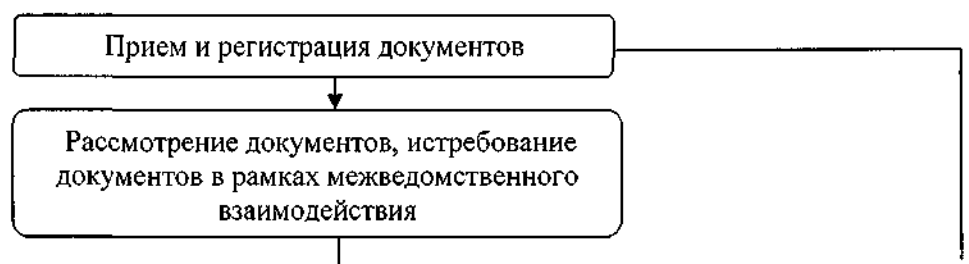 Прием и регистрация документов
Рассмотрение документов, истребование
документов в рамках межведомственного
взаимодействия